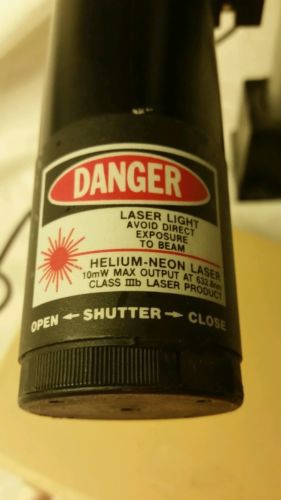 DANGER
LASER LIGHT
AVOID DIRECT
EXPOSURE
TO BEAM
HELIUM-NEON LASER
10mW MAX OUTPUT AT 632.8nm
CLASS IIIb LASER PRODUCT
OPEN ← SHUTTER → CLOSE